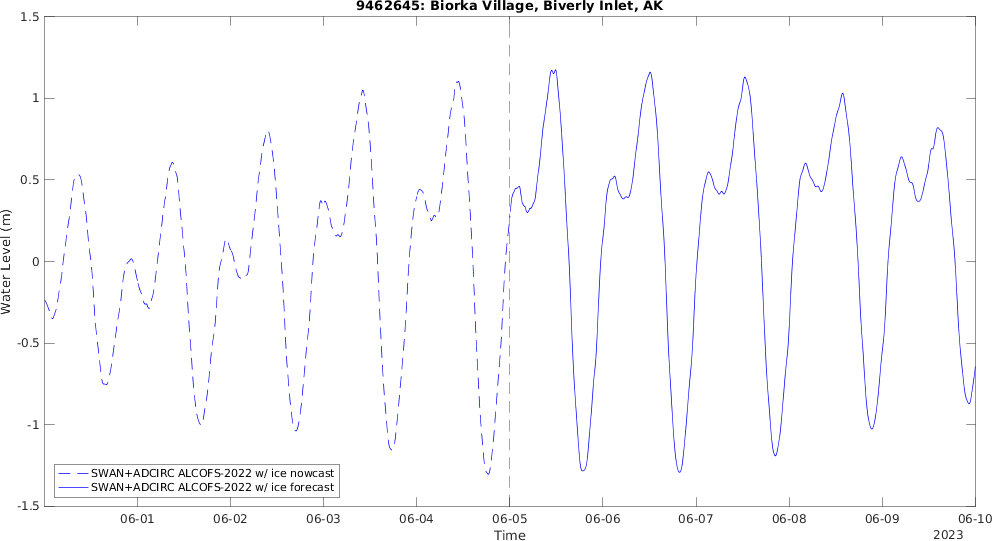 9462645: Biorka Village, Biverly Inlet, AK
1.5
1
0.5
0
-0.5
-1
-1.5
Water Level (m)
SWAN+ADCIRC ALCOFS-2022 w/ ice nowcast
SWAN+ADCIRC ALCOFS-2022 w/ ice forecast
06-01 06-02 06-03 06-04 06-05 06-06 06-07 06-08 06-09 06-10
Time
2023